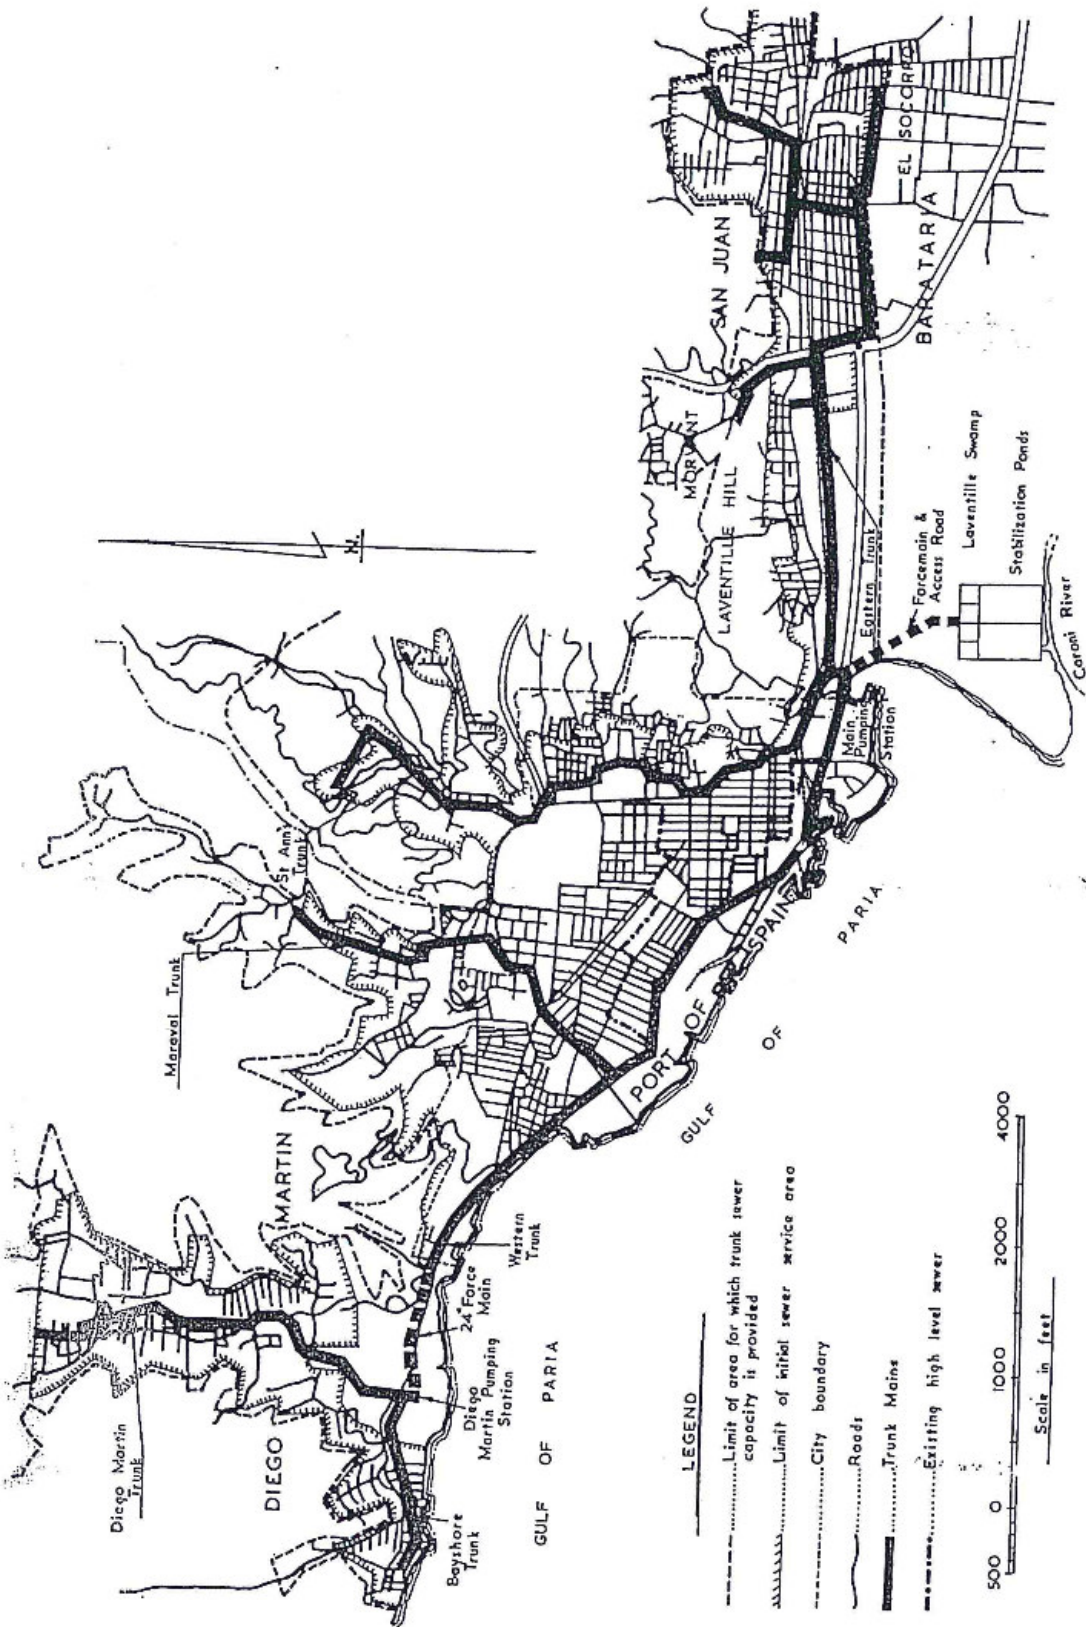 Diego Martin
Trunk
DIEGO
MARTIN
Bayshore
Trunk
Diego
Martin Pumping
Station
24" Force
Main
Western
Trunk
GULF OF PARIA
Maraval Trunk
St Ann's
Trunk
N.
PORT OF SPAIN
GULF OF PARIA
LAVENTILLE HILL
MORVANT
SAN JUAN
BARATARIA
EL SOCORRO
Main
Pumping
Station
Eastern Trunk
Forcemain &
Access Road
Laventille Swamp
Stabilization Ponds
Caroni River
LEGEND
Limit of area for which trunk sewer
capacity is provided
Limit of initial sewer service area
City boundary
Roads
Trunk Mains
Existing high level sewer
500 0 1000 2000 4000
Scale in feet